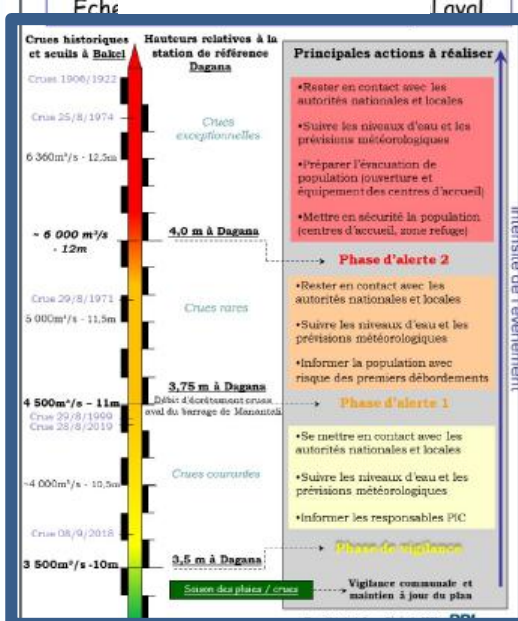 Eche
Laval
Crues historiques
et seuils à Bakel
Hauteurs relatives à la
station de référence
Dagana
Principales actions à réaliser
Crues 1906/1922
Crue 25/8/1974
6 360m³/s - 12,5m
~ 6 000 m³/s
- 12m
Crue 29/8/1971
5 000m³/s - 11,5m
4 500m³/s - 11m
Crue 29/8/1999
Crue 28/8/2019
~4 000m³/s - 10,5m
Crue 08/9/2018
3 500m³/s -10m
Crues
exceptionnelles
4,0 m à Dagana
Crues rares
3,75 m à Dagana
Débit d'écrêtement crues
aval du barrage de Manantali
Crues courantes
3,5 m à Dagana
Saison des pluies / crues
•Rester en contact avec les
autorités nationales et locales
•Suivre les niveaux d'eau et les
prévisions météorologiques
•Préparer l'évacuation de
population (ouverture et
équipement des centres d'accueil)
•Mettre en sécurité la population
(centres d'accueil, zone refuge)
Phase d'alerte 2
•Rester en contact avec les
autorités nationales et locales
•Suivre les niveaux d'eau et les
prévisions météorologiques
•Informer la population avec
risque des premiers débordements
Phase d'alerte 1
•Se mettre en contact avec les
autorités nationales et locales
•Suivre les niveaux d'eau et les
prévisions météorologiques
•Informer les responsables PIC
Phase de vigilance
Vigilance communale et
maintien à jour du plan
Intensité de l'évènement